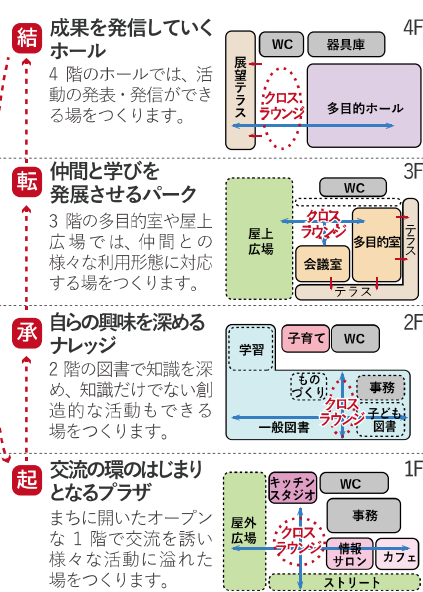 結
成果を発信していく
ホール
4 階のホールでは、活
動の発表・発信ができ
る場をつくります。
4F
WC
器具庫
展望テラス
クロス
ラウンジ
多目的ホール
転
仲間と学びを
発展させるパーク
3 階の多目的室や屋上
広場では、仲間との
様々な利用形態に対応
する場をつくります。
3F
WC
屋上
広場
クロス
ラウンジ
多目的室
会議室
テラス
テラス
承
自らの興味を深める
ナレッジ
2 階の図書で知識を深
め、知識だけでない創
造的な活動もできる
場をつくります。
2F
学習
子育て
WC
もの
づくり
事務
クロス
ラウンジ
一般図書
子ども
図書
起
交流の環のはじまり
となるプラザ
まちに開いたオープン
な 1 階で交流を誘い
様々な活動に溢れた
場をつくります。
1F
キッチン
スタジオ
WC
事務
屋外
広場
クロス
ラウンジ
情報
サロン
カフェ
ストリート